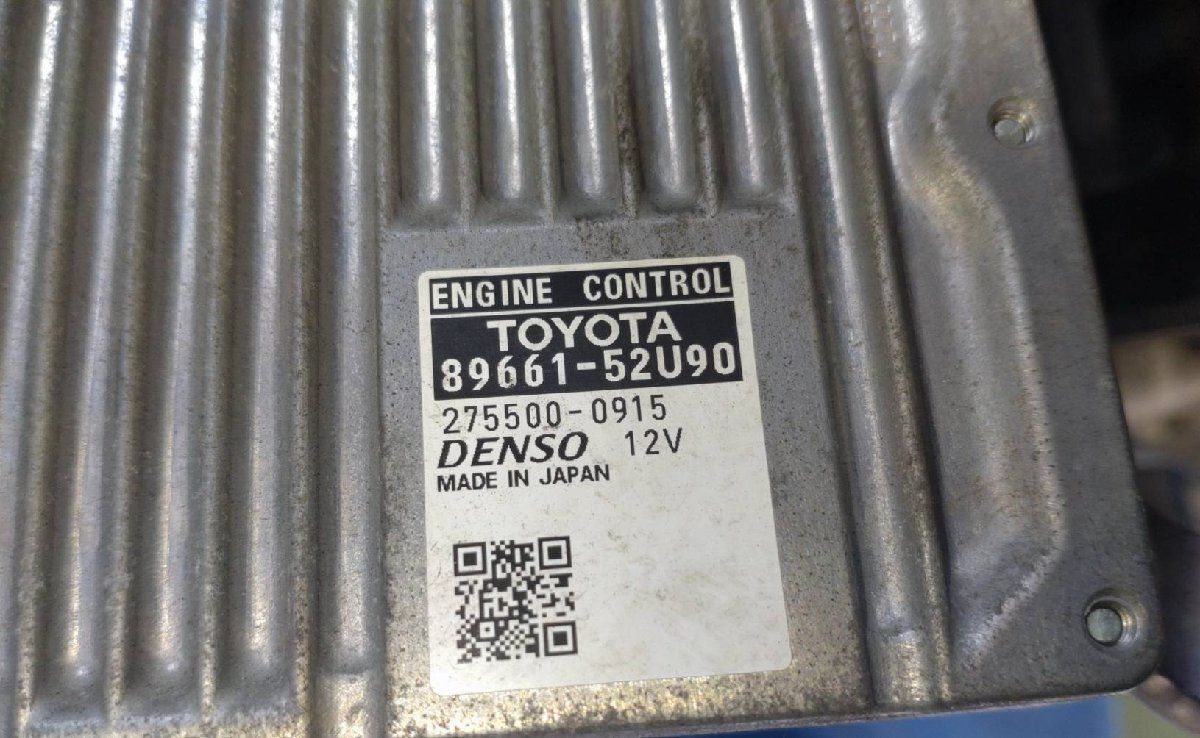 ENGINE CONTROL
TOYOTA
89661-52U90
275500-0915
DENSO 12V
MADE IN JAPAN